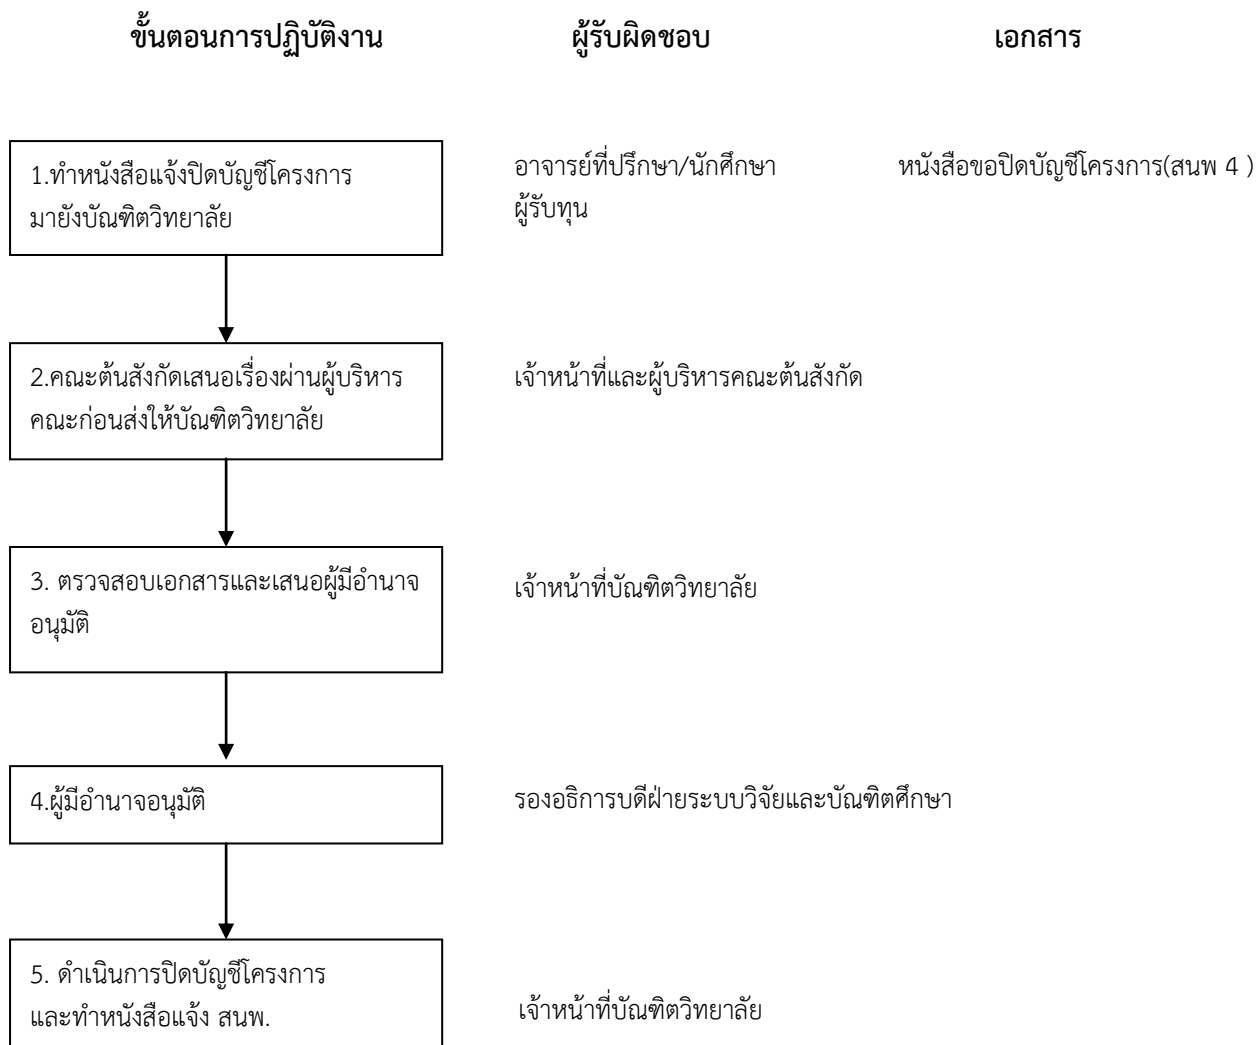 ขั้นตอนการปฏิบัติงาน
ผู้รับผิดชอบ
เอกสาร
1.ทำหนังสือแจ้งปิดบัญชีโครงการ
มายังบัณฑิตวิทยาลัย
อาจารย์ที่ปรึกษา/นักศึกษา
ผู้รับทุน
หนังสือขอปิดบัญชีโครงการ(สนพ 4 )
2.คณะต้นสังกัดเสนอเรื่องผ่านผู้บริหาร
คณะก่อนส่งให้บัณฑิตวิทยาลัย
เจ้าหน้าที่และผู้บริหารคณะต้นสังกัด
3. ตรวจสอบเอกสารและเสนอผู้มีอำนาจ
อนุมัติ
เจ้าหน้าที่บัณฑิตวิทยาลัย
4.ผู้มีอำนาจอนุมัติ
รองอธิการบดีฝ่ายระบบวิจัยและบัณฑิตศึกษา
5. ดำเนินการปิดบัญชีโครงการ
และทำหนังสือแจ้ง สนพ.
เจ้าหน้าที่บัณฑิตวิทยาลัย